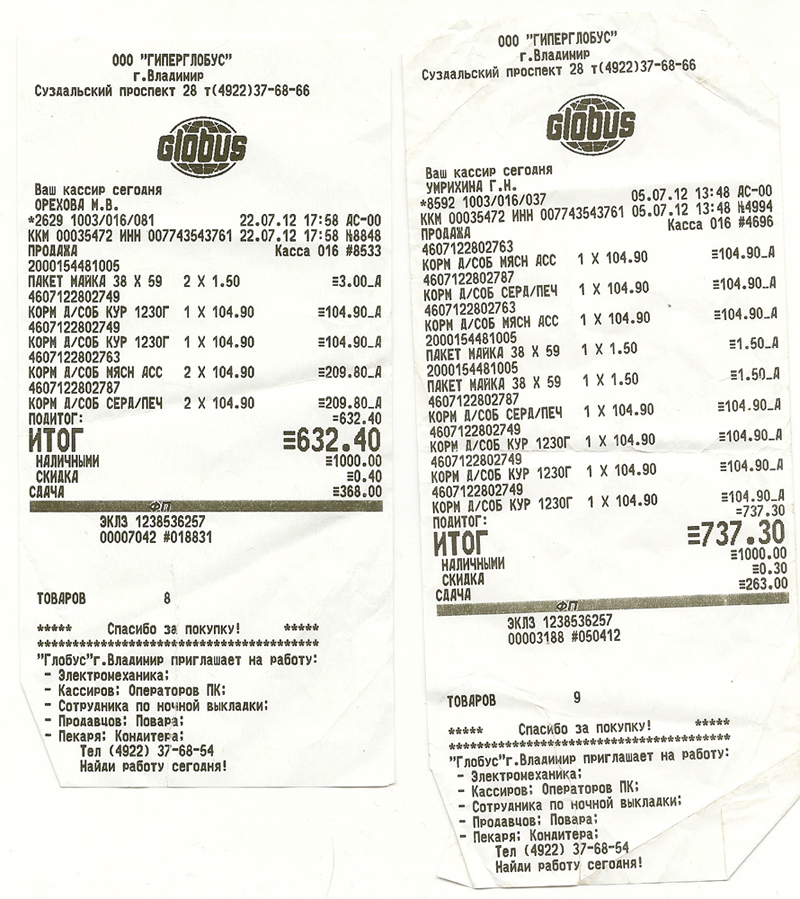 ООО "ГИПЕРГЛОБУС"
г.Владимир
Суздальский проспект 28 т(4922)37-68-66
Globus
Ваш кассир сегодня
ОРЕХОВА М.В.
*2629 1003/016/081 22.07.12 17:58 АС-00
ККМ 00035472 ИНН 007743543761 22.07.12 17:58 №8848
ПРОДАЖА Касса 016 #8533
2000154481005
ПАКЕТ МАЙКА 38 X 59 2 X 1.50 ≡3.00_А
4607122802749
КОРМ Д/СОБ КУР 1230Г 1 X 104.90 ≡104.90_А
4607122802749
КОРМ Д/СОБ КУР 1230Г 1 X 104.90 ≡104.90_А
4607122802763
КОРМ Д/СОБ МЯСН АСС 2 X 104.90 ≡209.80_А
4607122802787
КОРМ Д/СОБ СЕРД/ПЕЧ 2 X 104.90 ≡209.80_А
ПОДИТОГ: ≡632.40
ИТОГ ≡632.40
НАЛИЧНЫМИ ≡1000.00
СКИДКА ≡0.40
СДАЧА ≡368.00
ФП
ЭКЛЗ 1238536257
00007042 #018831
ТОВАРОВ 8
***** Спасибо за покупку! *****
****************************************
"Глобус"г.Владимир приглашает на работу:
- Электромеханика;
- Кассиров; Операторов ПК;
- Сотрудника по ночной выкладки;
- Продавцов; Повара;
- Пекаря; Кондитера;
Тел (4922) 37-68-54
Найди работу сегодня!
ООО "ГИПЕРГЛОБУС"
г.Владимир
Суздальский проспект 28 т(4922)37-68-66
Globus
Ваш кассир сегодня
УМРИХИНА Г.Н.
*8592 1003/016/037 05.07.12 13:48 АС-00
ККМ 00035472 ИНН 007743543761 05.07.12 13:48 №4994
ПРОДАЖА Касса 016 #4696
4607122802763
КОРМ Д/СОБ МЯСН АСС 1 X 104.90 ≡104.90_А
4607122802787
КОРМ Д/СОБ СЕРД/ПЕЧ 1 X 104.90 ≡104.90_А
4607122802763
КОРМ Д/СОБ МЯСН АСС 1 X 104.90 ≡104.90_А
2000154481005
ПАКЕТ МАЙКА 38 X 59 1 X 1.50 ≡1.50_А
2000154481005
ПАКЕТ МАЙКА 38 X 59 1 X 1.50 ≡1.50_А
4607122802787
КОРМ Д/СОБ СЕРД/ПЕЧ 1 X 104.90 ≡104.90_А
4607122802749
КОРМ Д/СОБ КУР 1230Г 1 X 104.90 ≡104.90_А
4607122802749
КОРМ Д/СОБ КУР 1230Г 1 X 104.90 ≡104.90_А
4607122802749
КОРМ Д/СОБ КУР 1230Г 1 X 104.90 ≡104.90_А
ПОДИТОГ: ≡737.30
ИТОГ ≡737.30
НАЛИЧНЫМИ ≡1000.00
СКИДКА ≡0.30
СДАЧА ≡263.00
ФП
ЭКЛЗ 1238536257
00003188 #050412
ТОВАРОВ 9
***** Спасибо за покупку! *****
****************************************
"Глобус"г.Владимир приглашает на работу:
- Электромеханика;
- Кассиров; Операторов ПК;
- Сотрудника по ночной выкладки;
- Продавцов; Повара;
- Пекаря; Кондитера;
Тел (4922) 37-68-54
Найди работу сегодня!